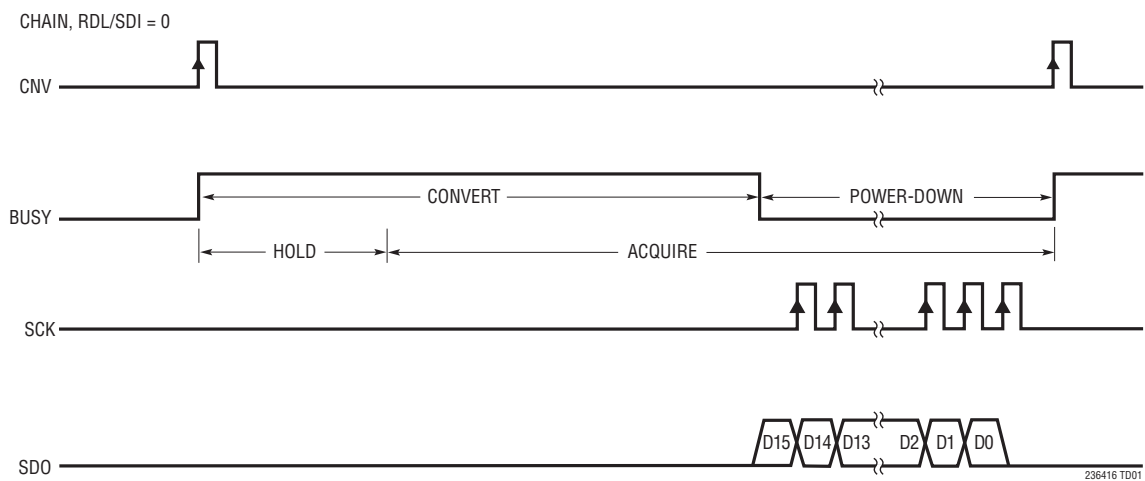 CHAIN, RDL/SDI = 0
CNV
BUSY
CONVERT
POWER-DOWN
HOLD
ACQUIRE
SCK
SDO
D15 D14 D13 D2 D1 D0
236416 TD01